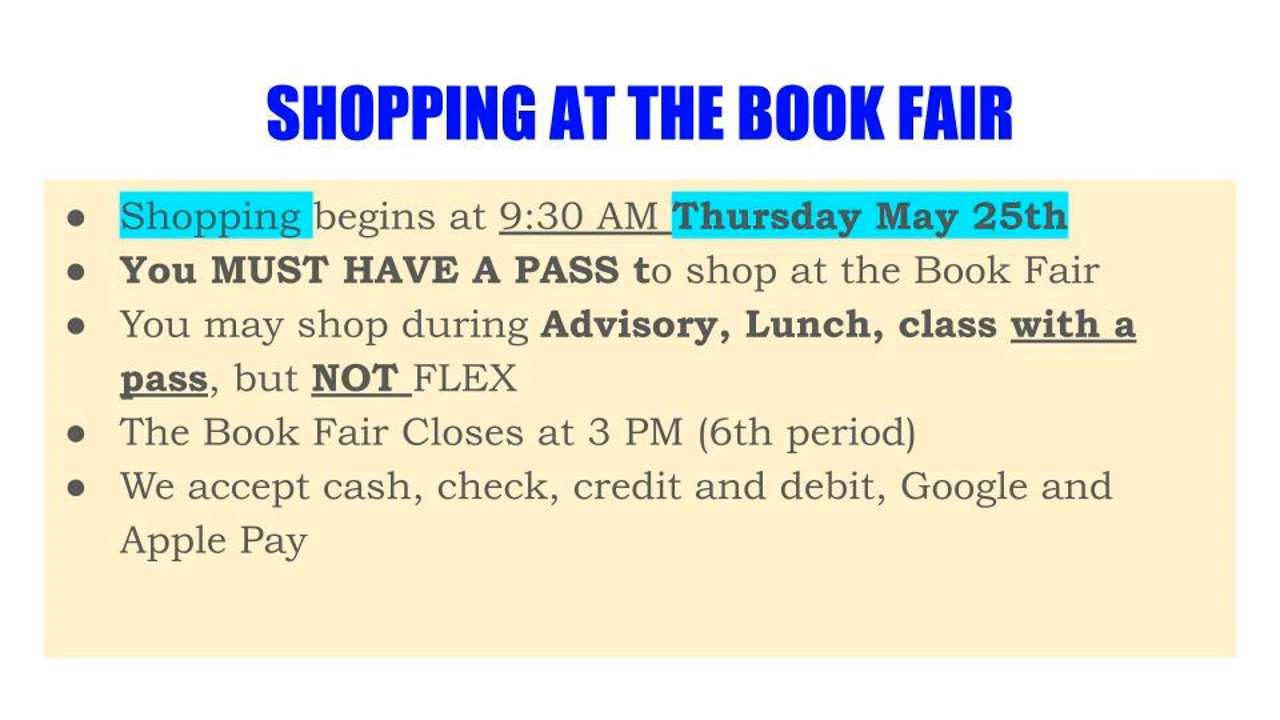 SHOPPING AT THE BOOK FAIR
● Shopping begins at 9:30 AM Thursday May 25th
● You MUST HAVE A PASS to shop at the Book Fair
● You may shop during Advisory, Lunch, class with a
pass, but NOT FLEX
● The Book Fair Closes at 3 PM (6th period)
● We accept cash, check, credit and debit, Google and
Apple Pay